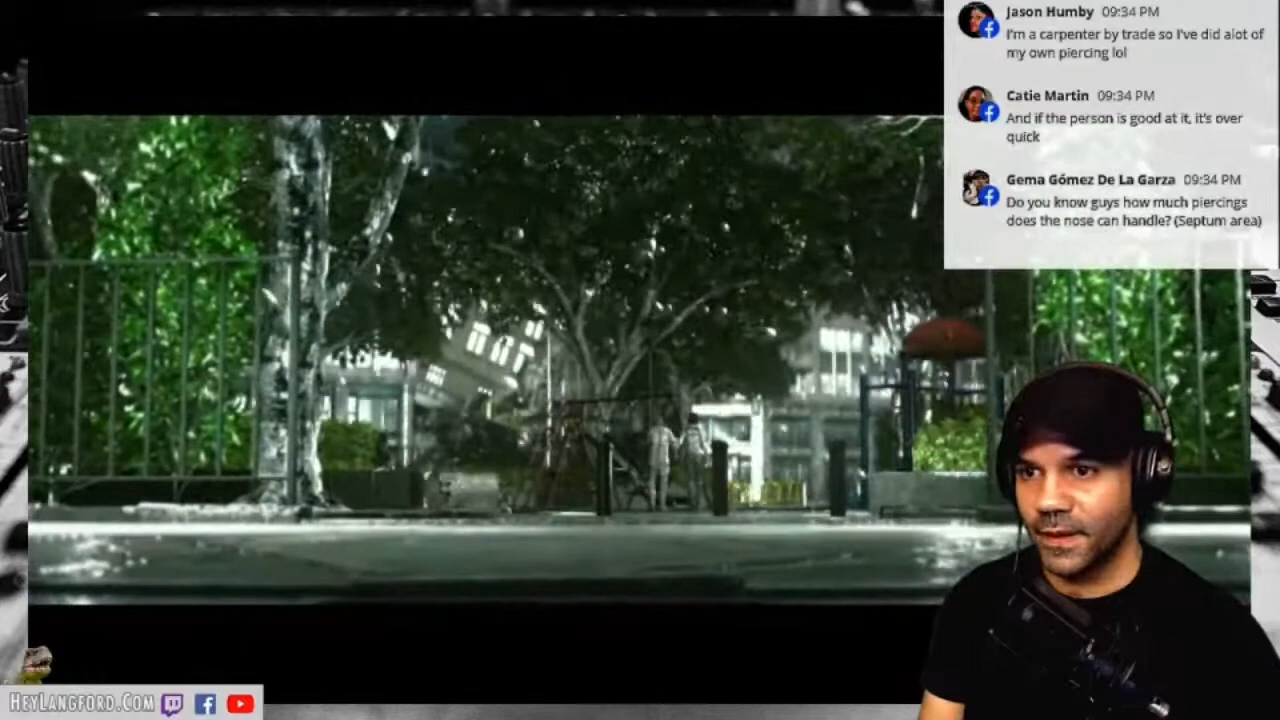 Jason Humby 09:34 PM
I'm a carpenter by trade so I've did alot of
my own piercing lol
Catie Martin 09:34 PM
And if the person is good at it, it's over
quick
Gema Gómez De La Garza 09:34 PM
Do you know guys how much piercings
does the nose can handle? (Septum area)
HEYLANGFORD.COM